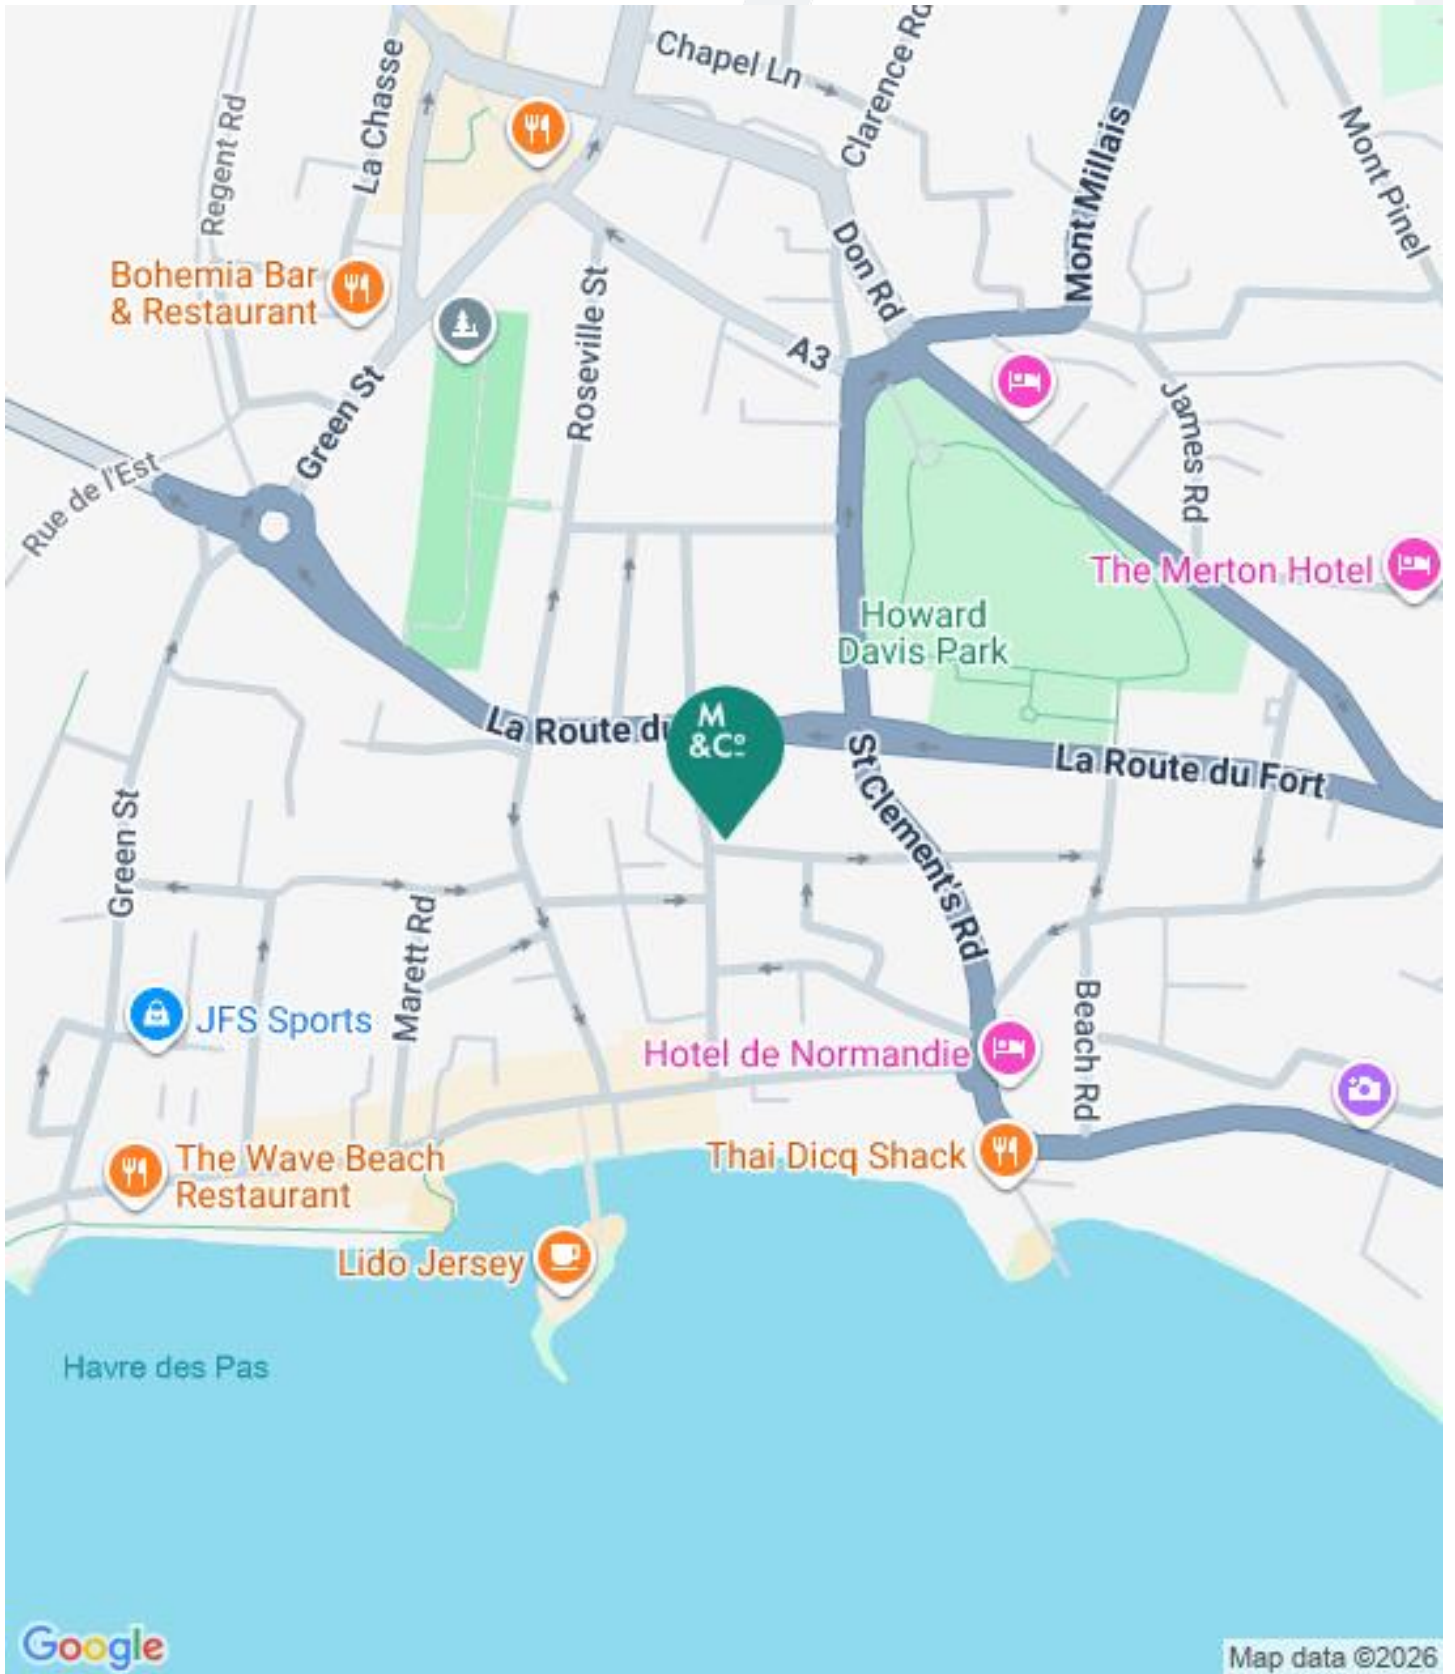 Chapel Ln
Clarence Rd
La Chasse
Regent Rd
Mont Millais
Mont Pinel
Bohemia Bar
& Restaurant
Don Rd
Roseville St
A3
Green St
James Rd
Rue de l'Est
The Merton Hotel
Howard
Davis Park
M
&Cº
La Route du
St Clement's Rd
La Route du Fort
Green St
Marett Rd
JFS Sports
Beach Rd
Hotel de Normandie
The Wave Beach
Restaurant
Thai Dicq Shack
Lido Jersey
Havre des Pas
Google
Map data ©2026